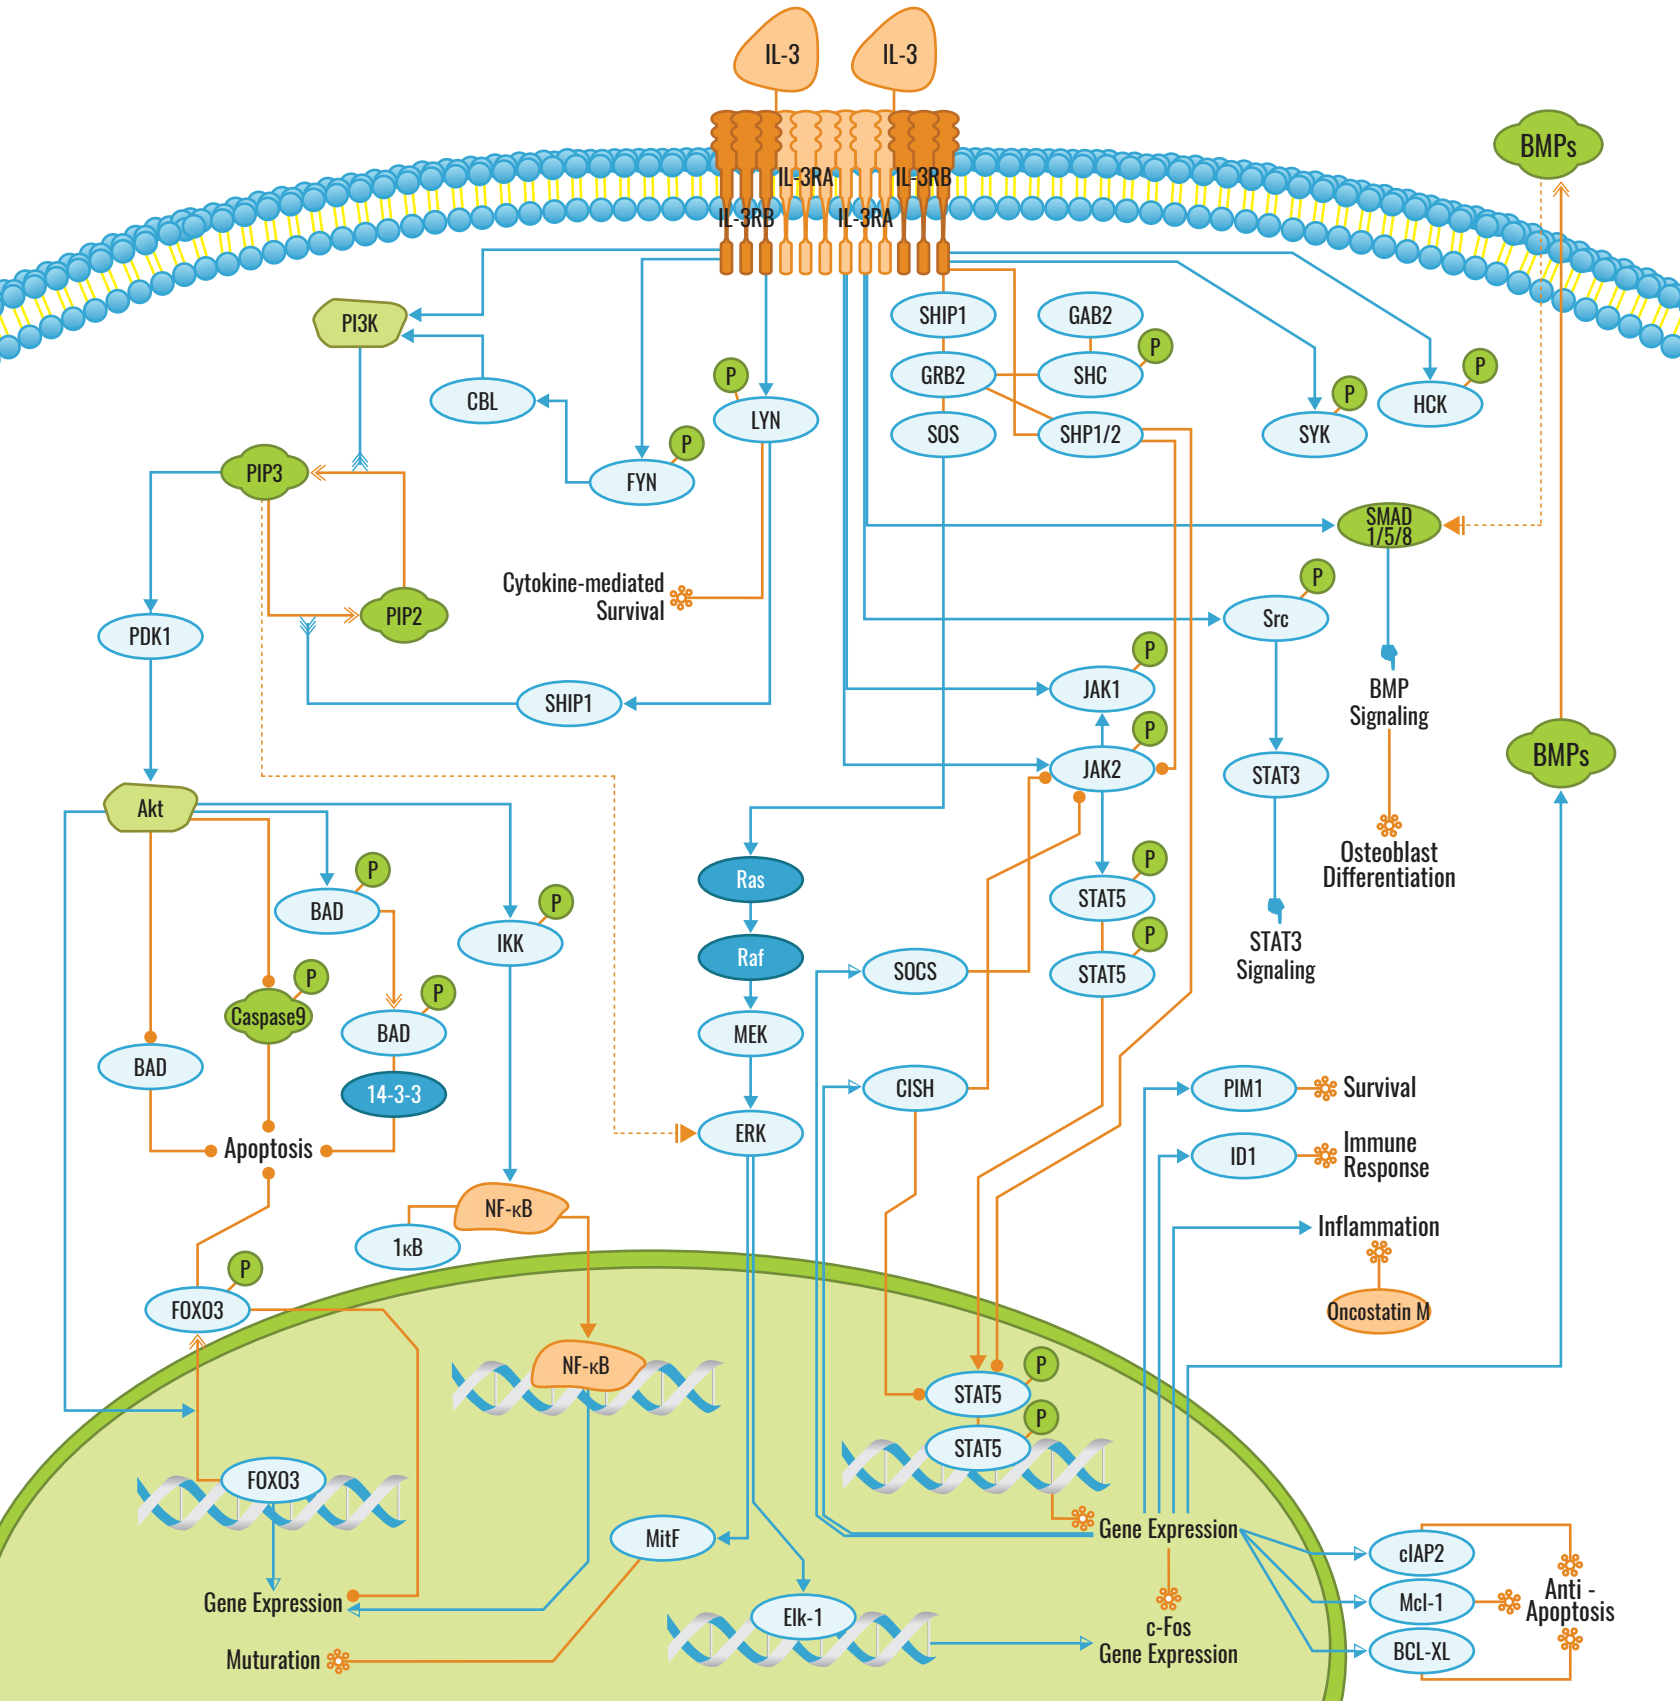 IL-3
IL-3
BMPs
IL-3RA
IL-3RB
IL-3RB
IL-3RA
PI3K
SHIP1
GAB2
P
GRB2
SHC
P
P
HCK
P
CBL
LYN
P
SOS
SHP1/2
SYK
P
FYN
PIP3
SMAD
1/5/8
Cytokine-mediated
Survival
P
Src
PIP2
PDK1
P
JAK1
SHIP1
BMP
Signaling
P
JAK2
STAT3
BMPs
Akt
Osteoblast
Differentiation
P
BAD
P
Ras
P
STAT5
P
IKK
STAT3
Signaling
Raf
SOCS
P
STAT5
P
Caspase9
P
BAD
MEK
BAD
14-3-3
CISH
PIM1
Survival
Apoptosis
ERK
ID1
Immune
Response
NF-κB
1κB
Inflammation
P
FOXO3
Oncostatin M
NF-κB
P
STAT5
P
STAT5
FOXO3
MitF
Gene Expression
cIAP2
Gene Expression
Elk-1
Mcl-1
Anti -
Apoptosis
c-Fos
Gene Expression
BCL-XL
Muturation